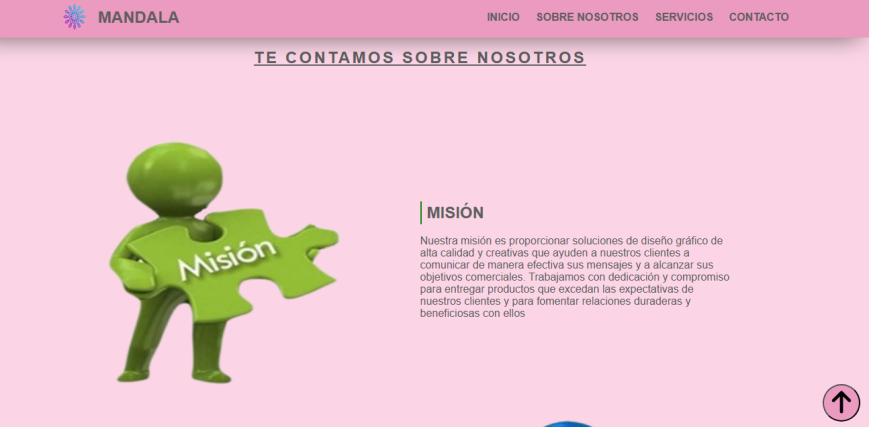 MANDALA
INICIO SOBRE NOSOTROS SERVICIOS CONTACTO
TE CONTAMOS SOBRE NOSOTROS
Misión
MISIÓN
Nuestra misión es proporcionar soluciones de diseño gráfico de
alta calidad y creativas que ayuden a nuestros clientes a
comunicar de manera efectiva sus mensajes y a alcanzar sus
objetivos comerciales. Trabajamos con dedicación y compromiso
para entregar productos que excedan las expectativas de
nuestros clientes y para fomentar relaciones duraderas y
beneficiosas con ellos